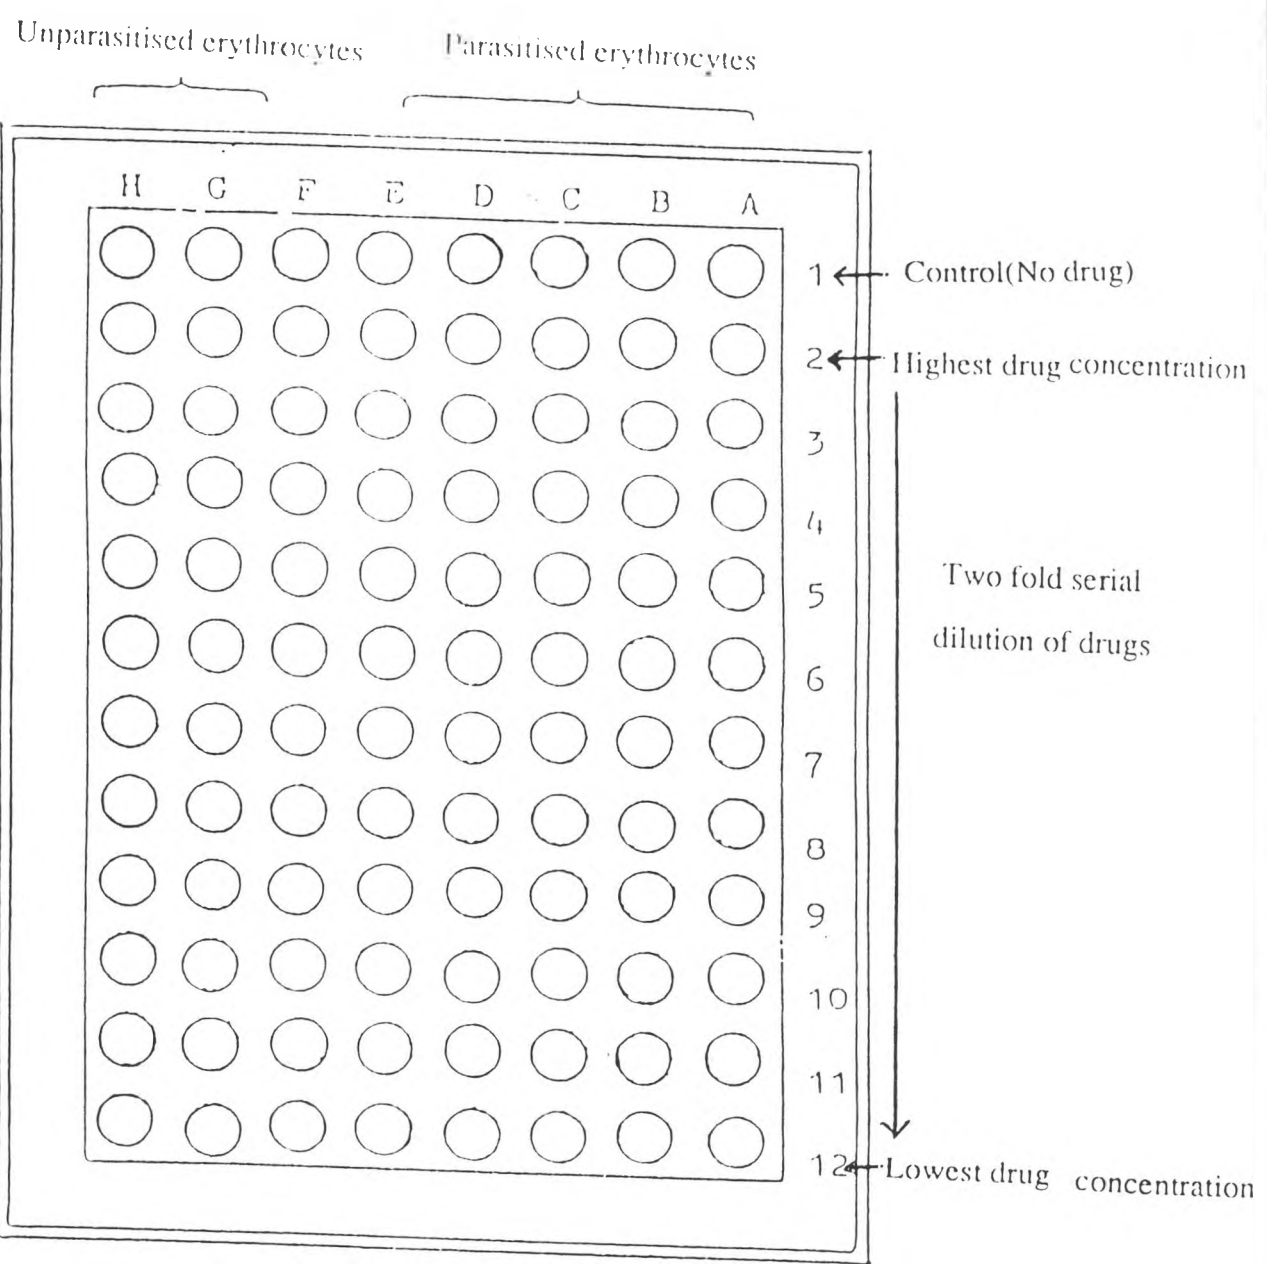 Unparasitised erythrocytes
Parasitised erythrocytes
H G F E D C B A
1 Control(No drug)
2 Highest drug concentration
3
4
5
Two fold serial
dilution of drugs
6
7
8
9
10
11
12 Lowest drug concentration